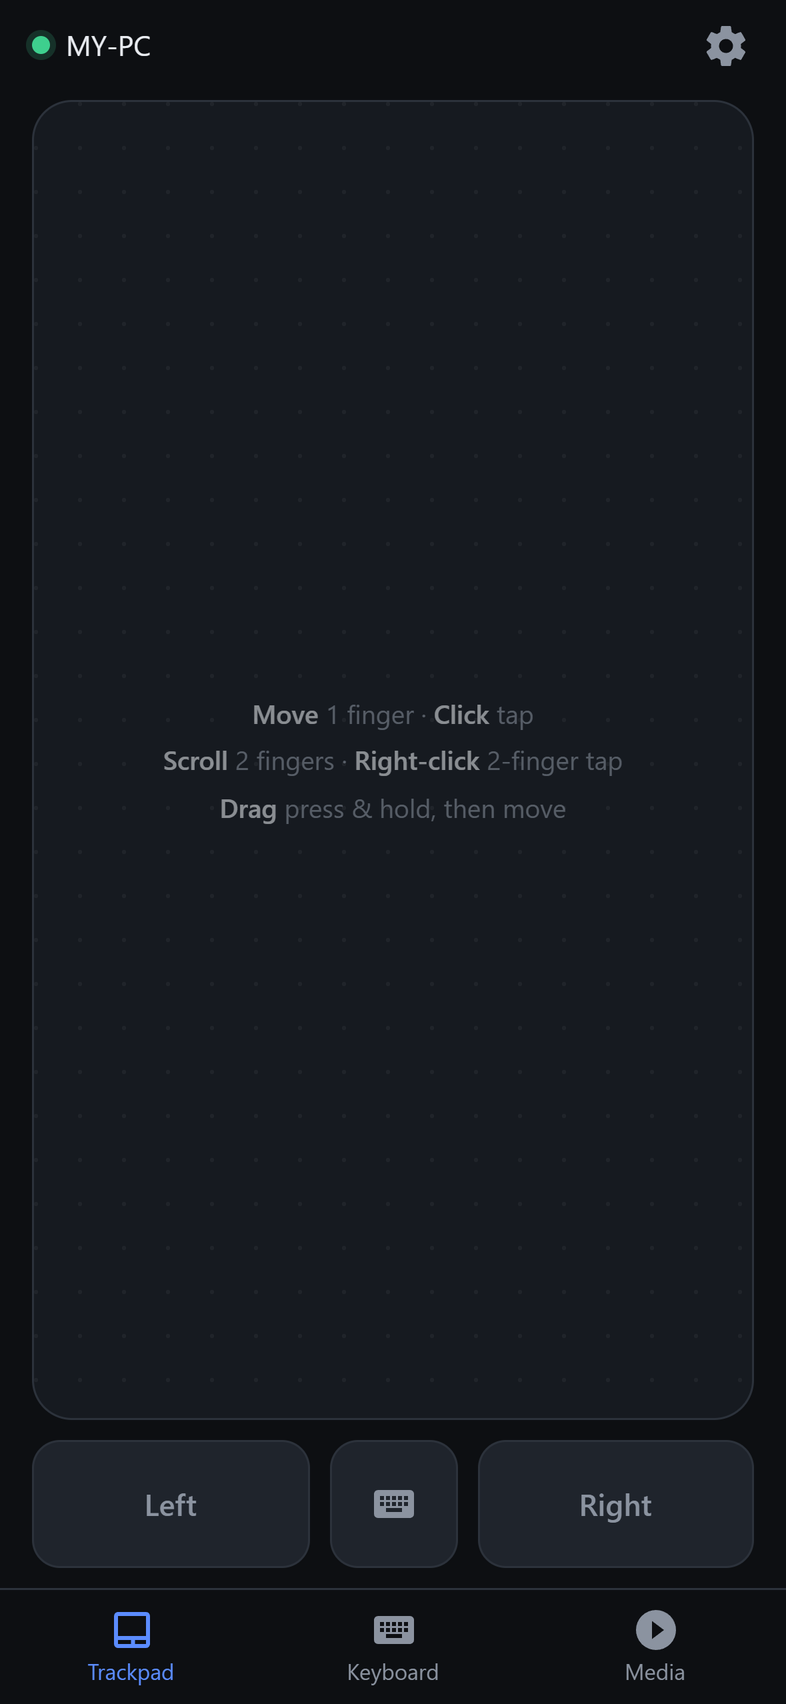 MY-PC
Move 1 finger · Click tap
Scroll 2 fingers · Right-click 2-finger tap
Drag press & hold, then move
Left
Right
Trackpad
Keyboard
Media